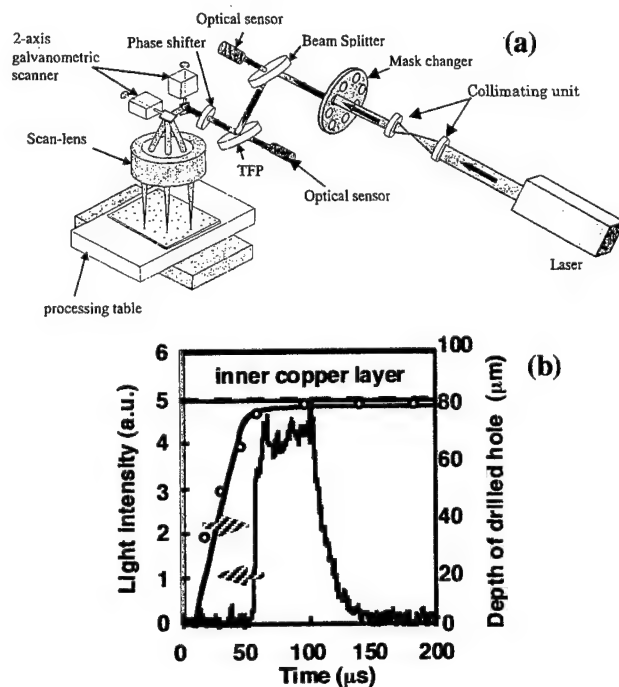 Optical sensor
(a)
2-axis
galvanometric
scanner
Phase shifter
Beam Splitter
Mask changer
Collimating unit
Scan-lens
TFP
Optical sensor
Laser
processing table
(b)
inner copper layer
Light intensity (a.u.)
6
5
4
3
2
1
0
Depth of drilled hole (μm)
100
80
60
40
20
0
0
50
100
150
200
Time (μs)